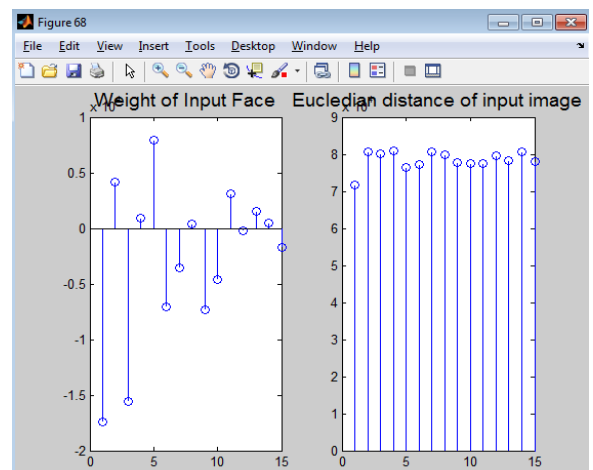 Figure 68
File Edit View Insert Tools Desktop Window Help
Weight of Input Face
Eucledian distance of input image
1
0.5
0
-0.5
-1
-1.5
-2
0 5 10 15
9
8
7
6
5
4
3
2
1
0
0 5 10 15